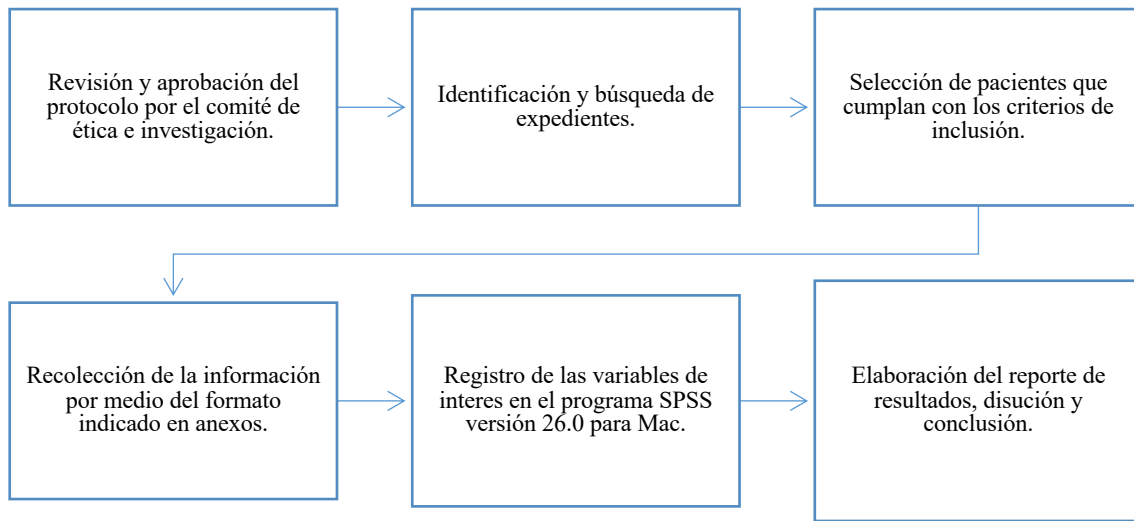 Revisión y aprobación del
protocolo por el comité de
ética e investigación.
Identificación y búsqueda de
expedientes.
Selección de pacientes que
cumplan con los criterios de
inclusión.
Recolección de la información
por medio del formato
indicado en anexos.
Registro de las variables de
interes en el programa SPSS
versión 26.0 para Mac.
Elaboración del reporte de
resultados, disución y
conclusión.